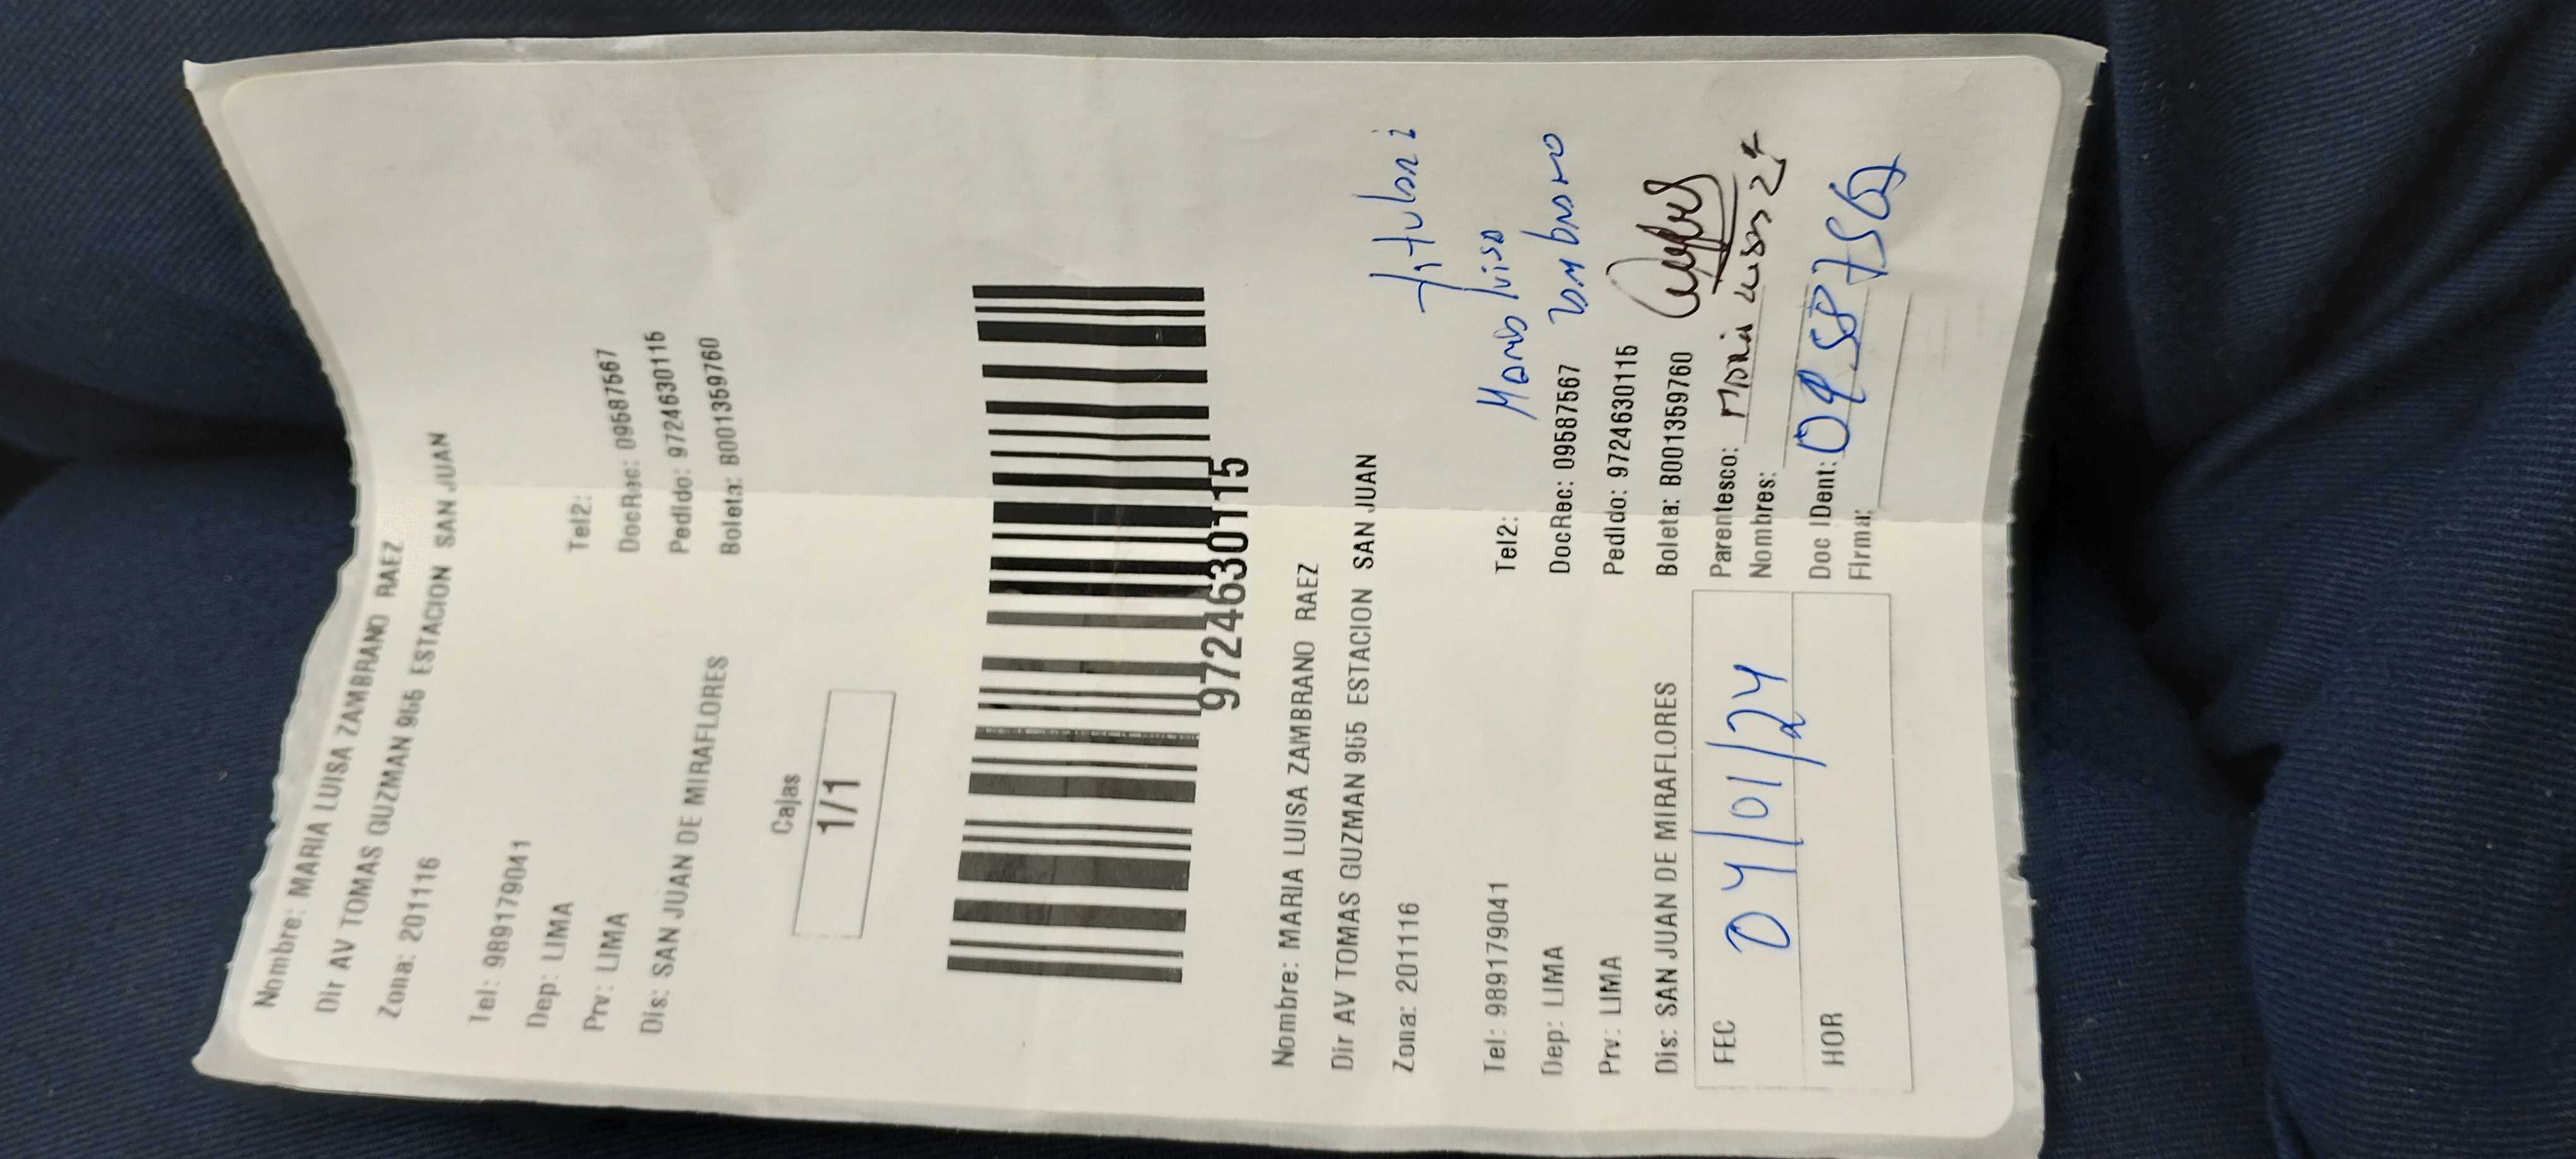 Nombre: MARIA LUISA ZAMBRANO RAEZ
Dir AV TOMAS GUZMAN 955 ESTACION SAN JUAN
Zona: 201116
Tel: 989179041 Tel2:
Dep: LIMA DocRec: 09587567
Prv: LIMA Pedido: 9724630115
Dis: SAN JUAN DE MIRAFLORES Boleta: B001359760
Cajas
1/1
9724630115
Nombre: MARIA LUISA ZAMBRANO RAEZ
Dir AV TOMAS GUZMAN 955 ESTACION SAN JUAN
Zona: 201116
Tel: 989179041 Tel2:
Dep: LIMA DocRec: 09587567
Prv: LIMA Pedido: 9724630115
Dis: SAN JUAN DE MIRAFLORES Boleta: B001359760
Maria luisa
zambrano
FEC 04/01/24 Parentesco: Maria
Nombres:
HOR Doc IDent:
Firma: